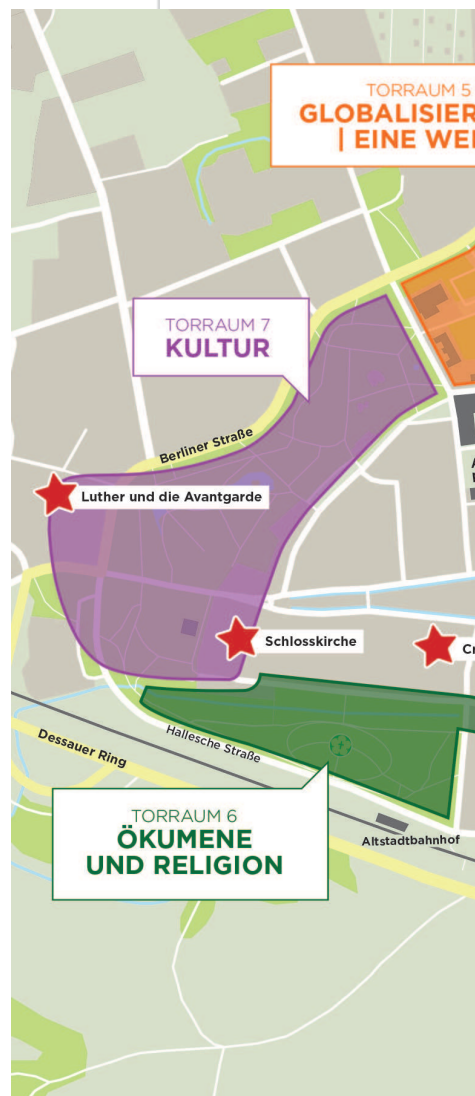 TORRAUM 5
GLOBALISIER
| EINE WE
TORRAUM 7
KULTUR
Berliner Straße
Luther und die Avantgarde
Schlosskirche
Cr
Hallesche Straße
Dessauer Ring
TORRAUM 6
ÖKUMENE
UND RELIGION
Altstadtbahnhof